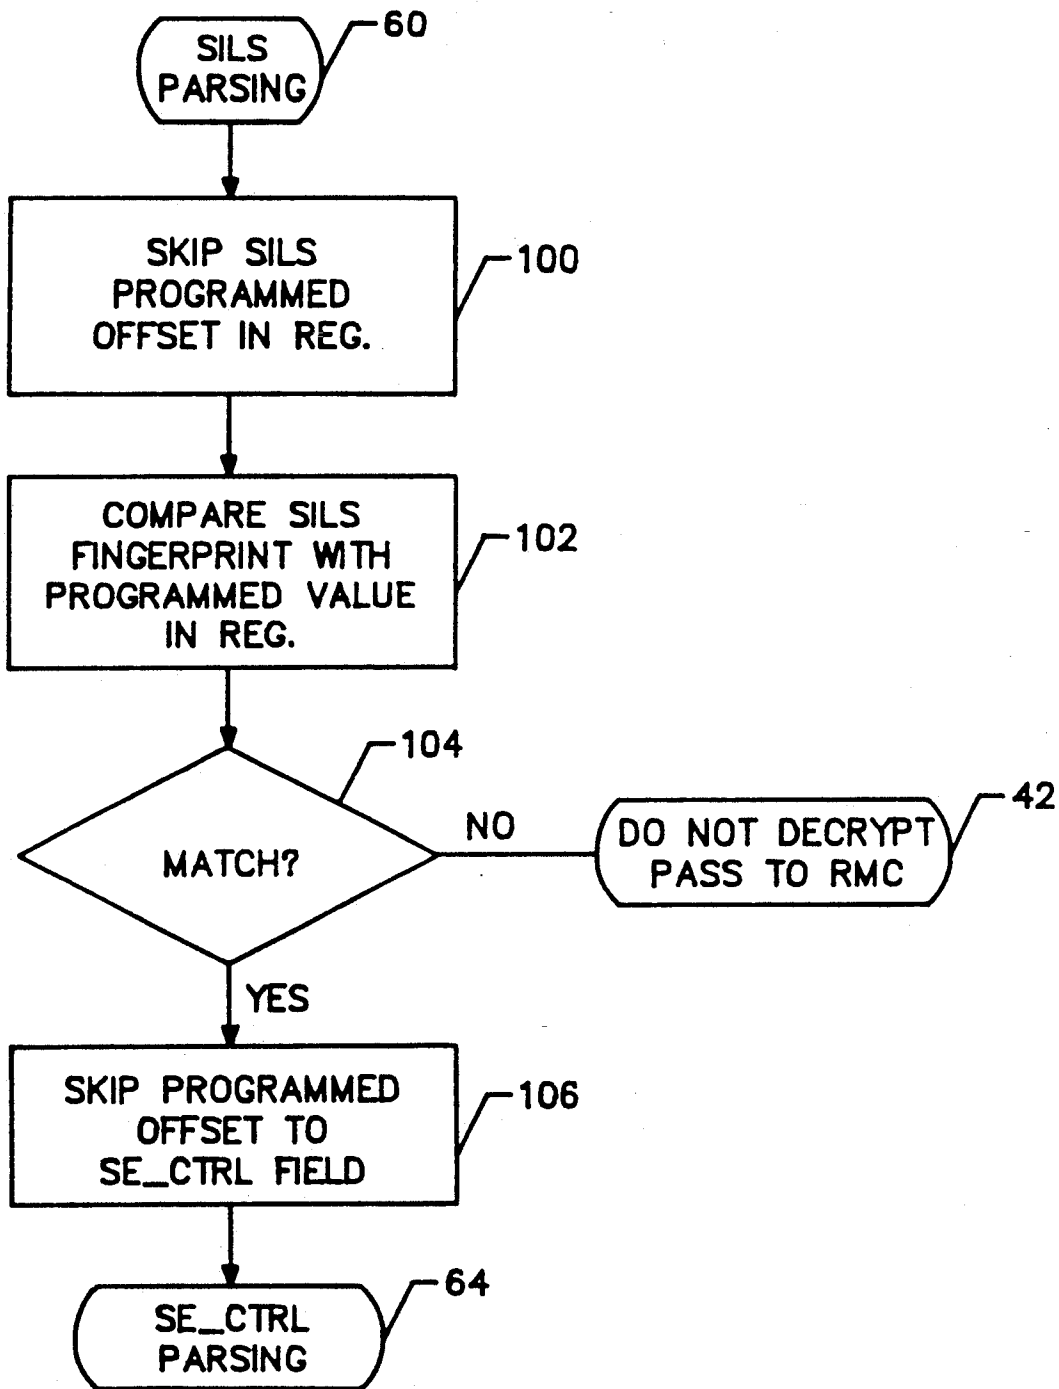 SILS
PARSING
60
SKIP SILS
PROGRAMMED
OFFSET IN REG.
100
COMPARE SILS
FINGERPRINT WITH
PROGRAMMED VALUE
IN REG.
102
MATCH?
104
NO
DO NOT DECRYPT
PASS TO RMC
42
YES
SKIP PROGRAMMED
OFFSET TO
SE_CTRL FIELD
106
SE_CTRL
PARSING
64